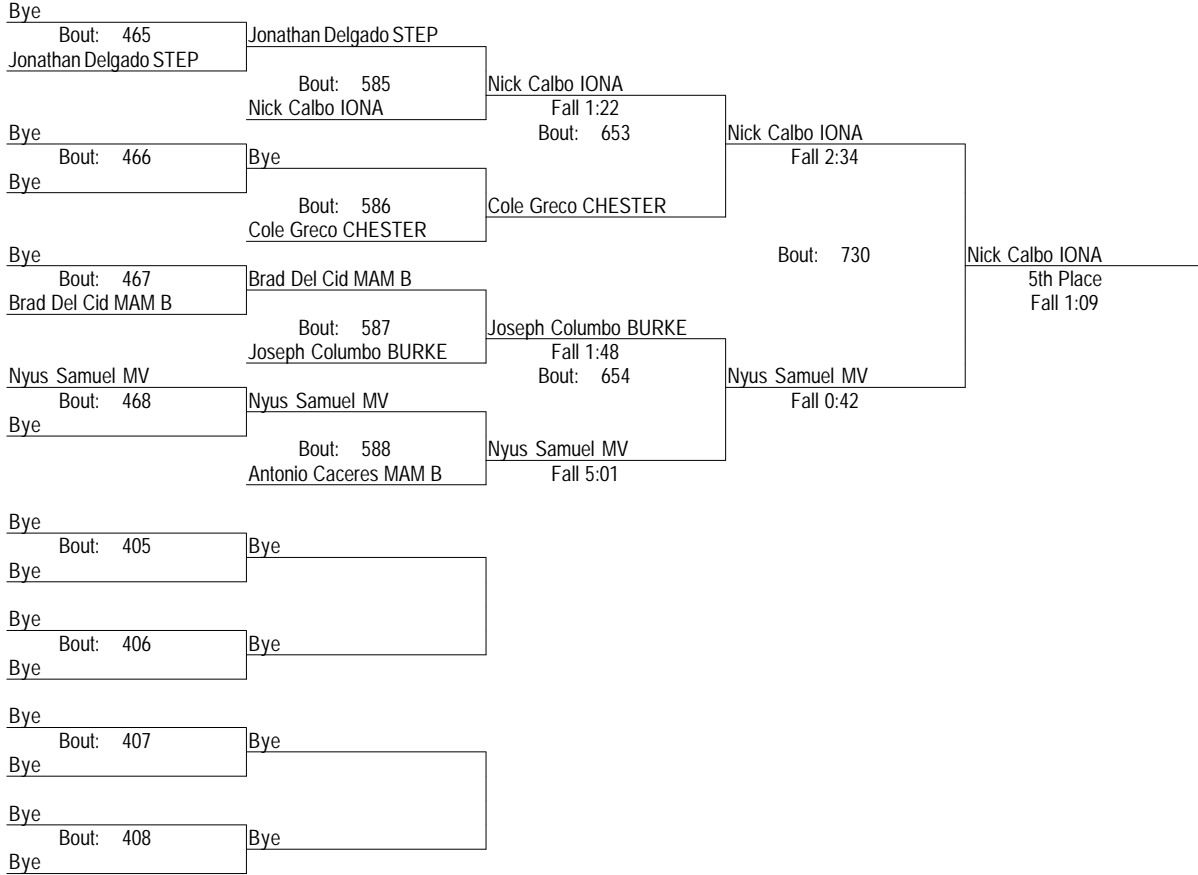 Bye
Bout: 465
Jonathan Delgado STEP
Jonathan Delgado STEP
Bout: 585
Nick Calbo IONA
Nick Calbo IONA
Fall 1:22
Bout: 653
Bye
Bout: 466
Bye
Bye
Bout: 586
Cole Greco CHESTER
Cole Greco CHESTER
Nick Calbo IONA
Fall 2:34
Bout: 730
Nick Calbo IONA
5th Place
Fall 1:09
Bye
Bout: 467
Brad Del Cid MAM B
Brad Del Cid MAM B
Bout: 587
Joseph Columbo BURKE
Joseph Columbo BURKE
Fall 1:48
Bout: 654
Nyus Samuel MV
Bout: 468
Bye
Nyus Samuel MV
Bout: 588
Antonio Caceres MAM B
Nyus Samuel MV
Fall 5:01
Nyus Samuel MV
Fall 0:42
Bye
Bout: 405
Bye
Bye
Bye
Bout: 406
Bye
Bye
Bye
Bout: 407
Bye
Bye
Bye
Bout: 408
Bye
Bye